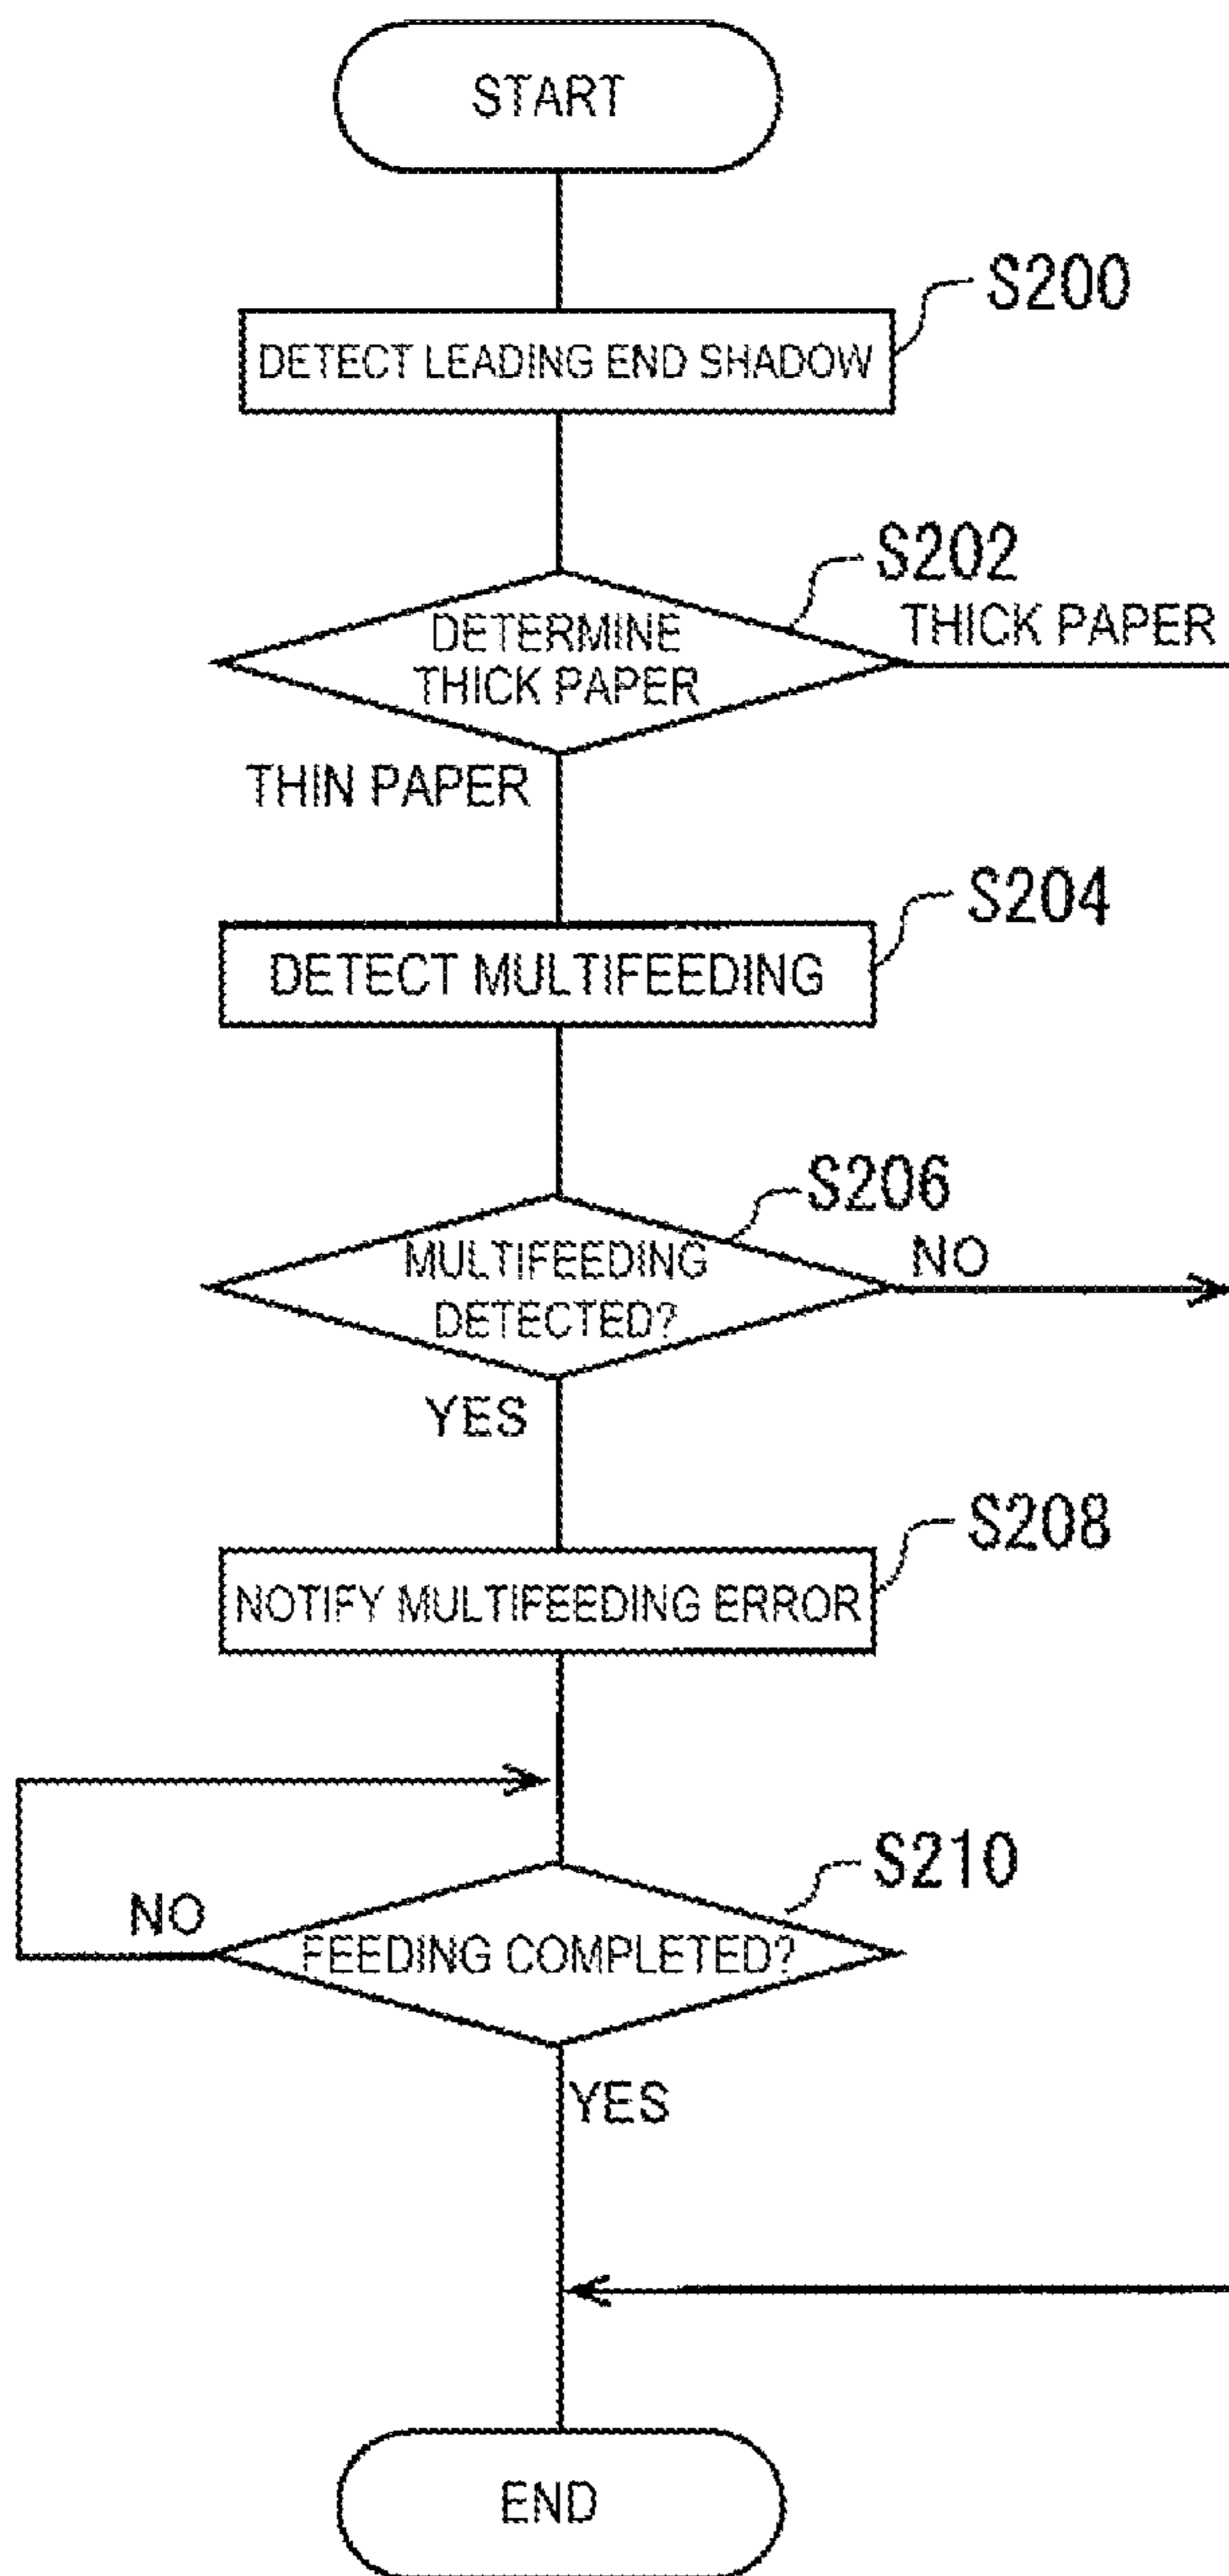 START
S200
DETECT LEADING END SHADOW
S202
DETERMINE
THICK PAPER
THICK PAPER
THIN PAPER
S204
DETECT MULTIFEEDING
S206
MULTIFEEDING
DETECTED?
NO
YES
S208
NOTIFY MULTIFEEDING ERROR
S210
NO
FEEDING COMPLETED?
YES
END